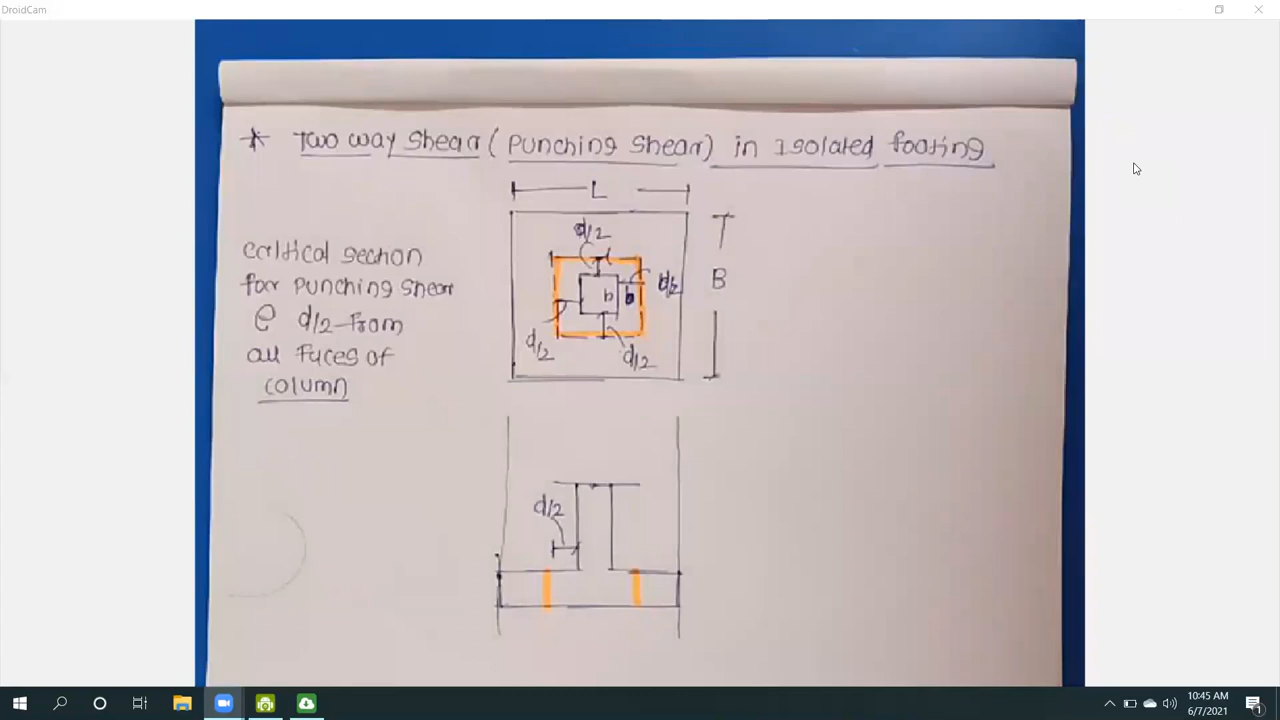 DroidCam
* Two way shear (Punching shear) in Isolated footing
L
d/2
critical section
for punching shear
@ d/2 from
all faces of
column
B
b
b
d/2
d/2
d/2
d/2
10:45 AM
6/7/2021
1